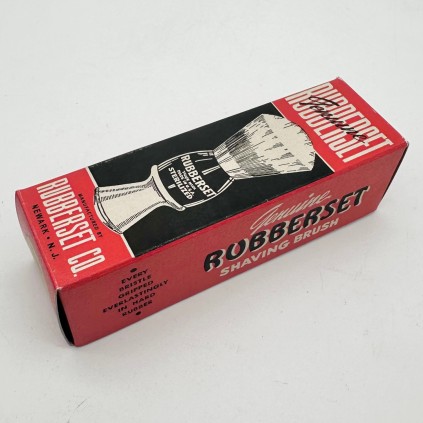 Genuine
RUBBERSET
RUBBERSET
STERILIZED
MANUFACTURED BY
RUBBERSET CO.
NEWARK • N.J.
Genuine
RUBBERSET
SHAVING BRUSH
EVERY
BRISTLE
GRIPPED
EVERLASTINGLY
IN HARD
RUBBER